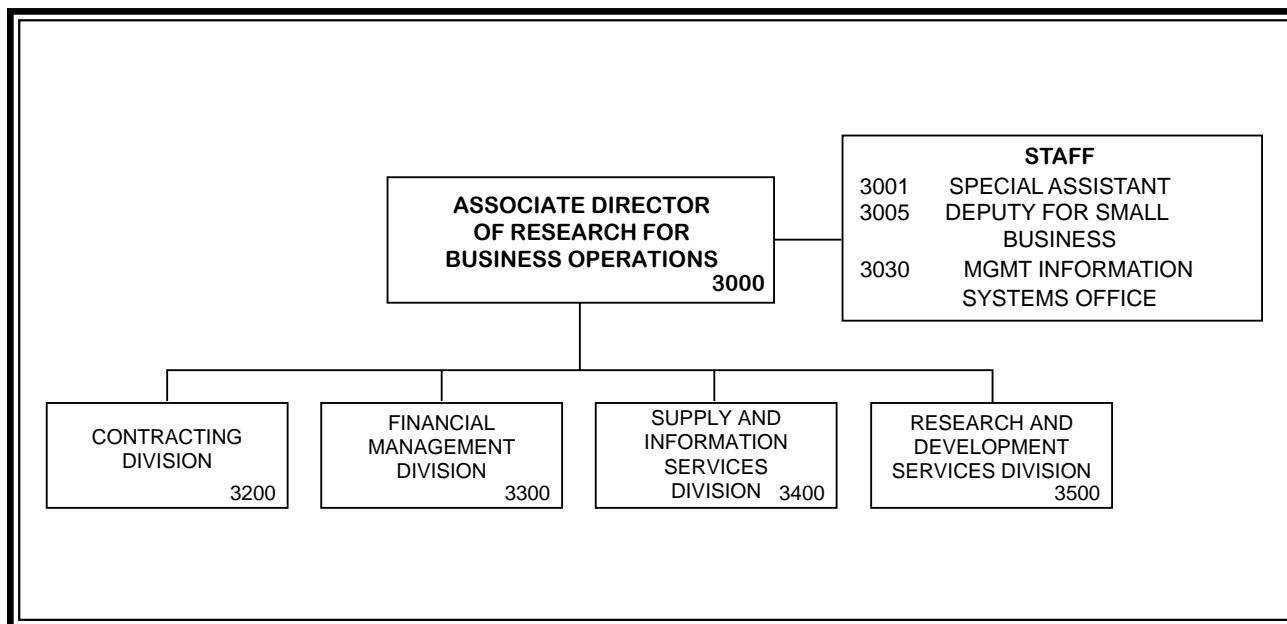 STAFF
3001 SPECIAL ASSISTANT
3005 DEPUTY FOR SMALL
BUSINESS
3030 MGMT INFORMATION
SYSTEMS OFFICE
ASSOCIATE DIRECTOR
OF RESEARCH FOR
BUSINESS OPERATIONS
3000
CONTRACTING
DIVISION
3200
FINANCIAL
MANAGEMENT
DIVISION
3300
SUPPLY AND
INFORMATION
SERVICES
DIVISION 3400
RESEARCH AND
DEVELOPMENT
SERVICES DIVISION
3500